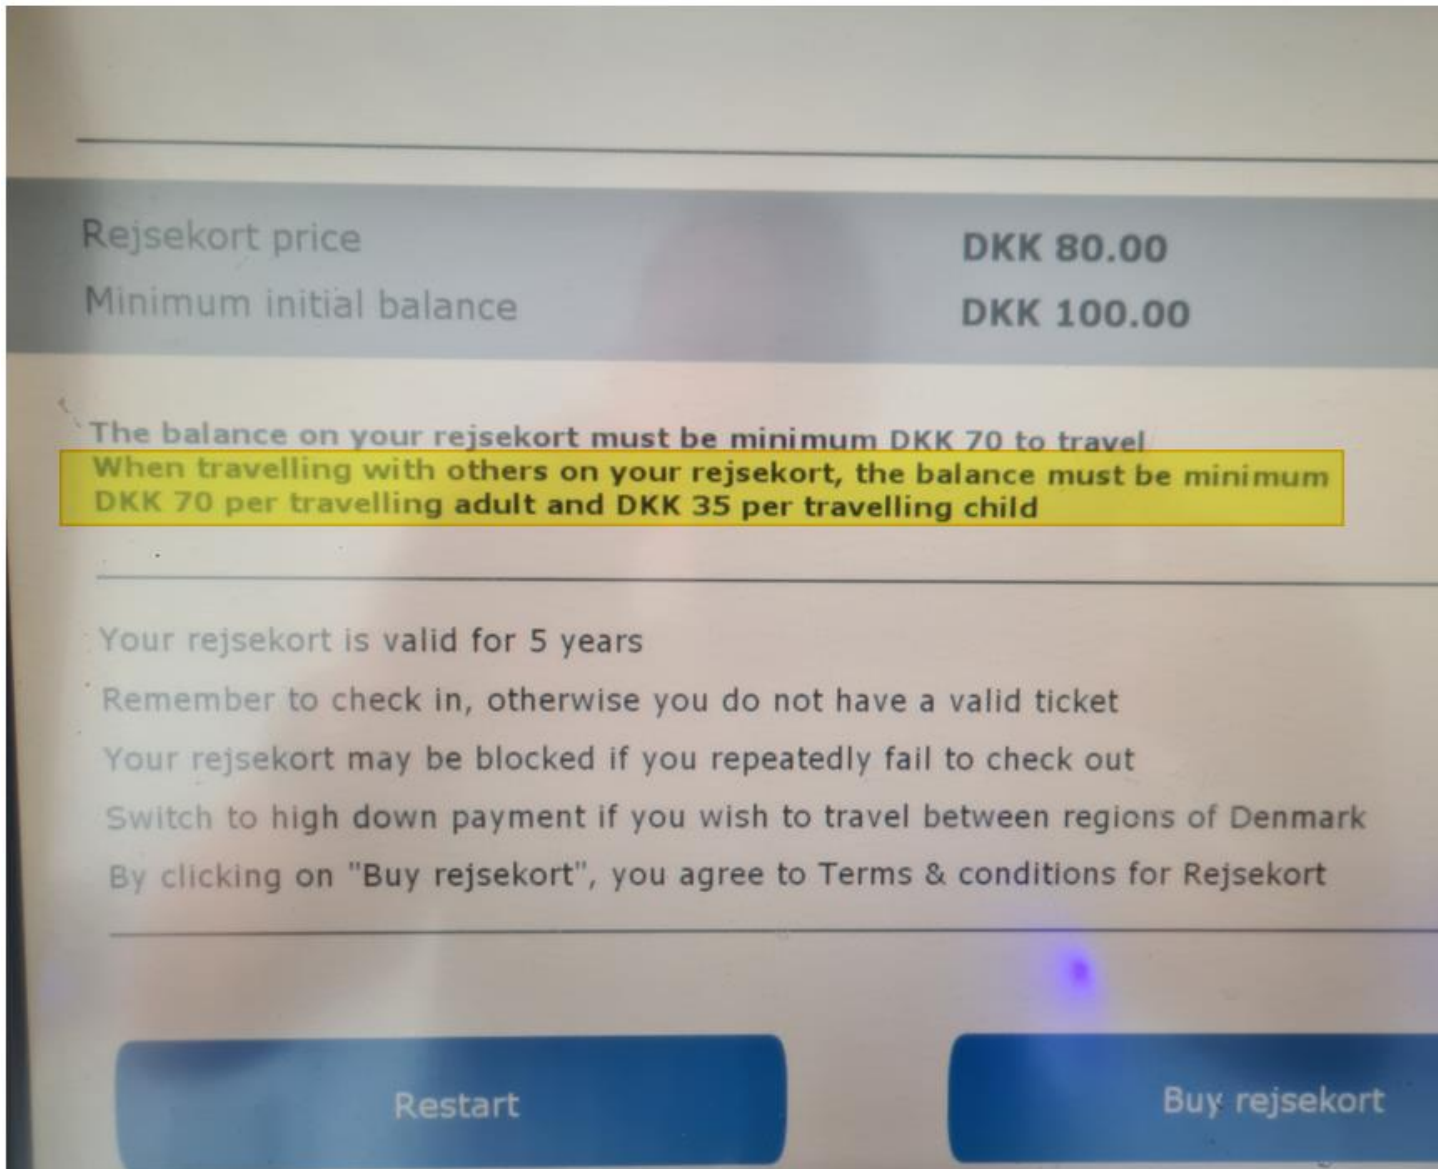 Rejsekort price DKK 80.00
Minimum initial balance DKK 100.00
The balance on your rejsekort must be minimum DKK 70 to travel
When travelling with others on your rejsekort, the balance must be minimum
DKK 70 per travelling adult and DKK 35 per travelling child
Your rejsekort is valid for 5 years
Remember to check in, otherwise you do not have a valid ticket
Your rejsekort may be blocked if you repeatedly fail to check out
Switch to high down payment if you wish to travel between regions of Denmark
By clicking on "Buy rejsekort", you agree to Terms & conditions for Rejsekort
Restart Buy rejsekort